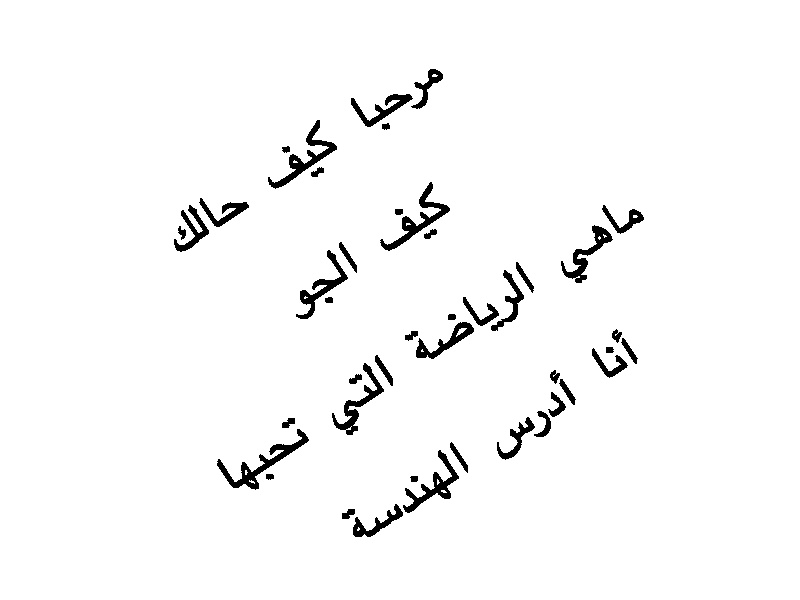 مرحبا كيف حالك
كيف الجو
ماهي الرياضة التي تحبها
أنا أدرس الهندسة